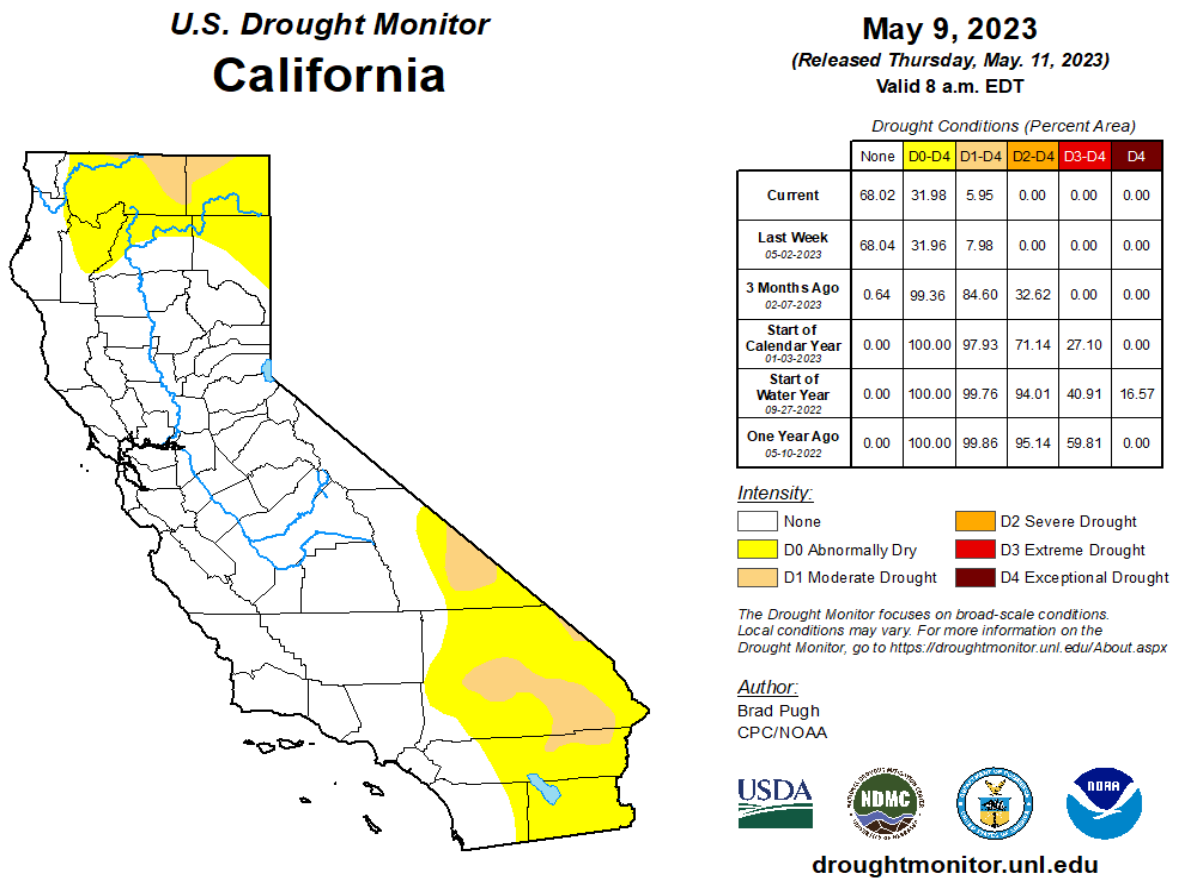 U.S. Drought Monitor
California
May 9, 2023
(Released Thursday, May. 11, 2023)
Valid 8 a.m. EDT
Drought Conditions (Percent Area)
None D0-D4 D1-D4 D2-D4 D3-D4 D4
Current 68.02 31.98 5.95 0.00 0.00 0.00
Last Week
05-02-2023
68.04 31.96 7.98 0.00 0.00 0.00
3 Months Ago
02-07-2023
0.64 99.36 84.60 32.62 0.00 0.00
Start of
Calendar Year
01-03-2023
0.00 100.00 97.93 71.14 27.10 0.00
Start of
Water Year
09-27-2022
0.00 100.00 99.76 94.01 40.91 16.57
One Year Ago
05-10-2022
0.00 100.00 99.86 95.14 59.81 0.00
Intensity:
None
D0 Abnormally Dry
D1 Moderate Drought
D2 Severe Drought
D3 Extreme Drought
D4 Exceptional Drought
The Drought Monitor focuses on broad-scale conditions.
Local conditions may vary. For more information on the
Drought Monitor, go to https://droughtmonitor.unl.edu/About.aspx
Author:
Brad Pugh
CPC/NOAA
USDA
NDMC
NOAA
droughtmonitor.unl.edu